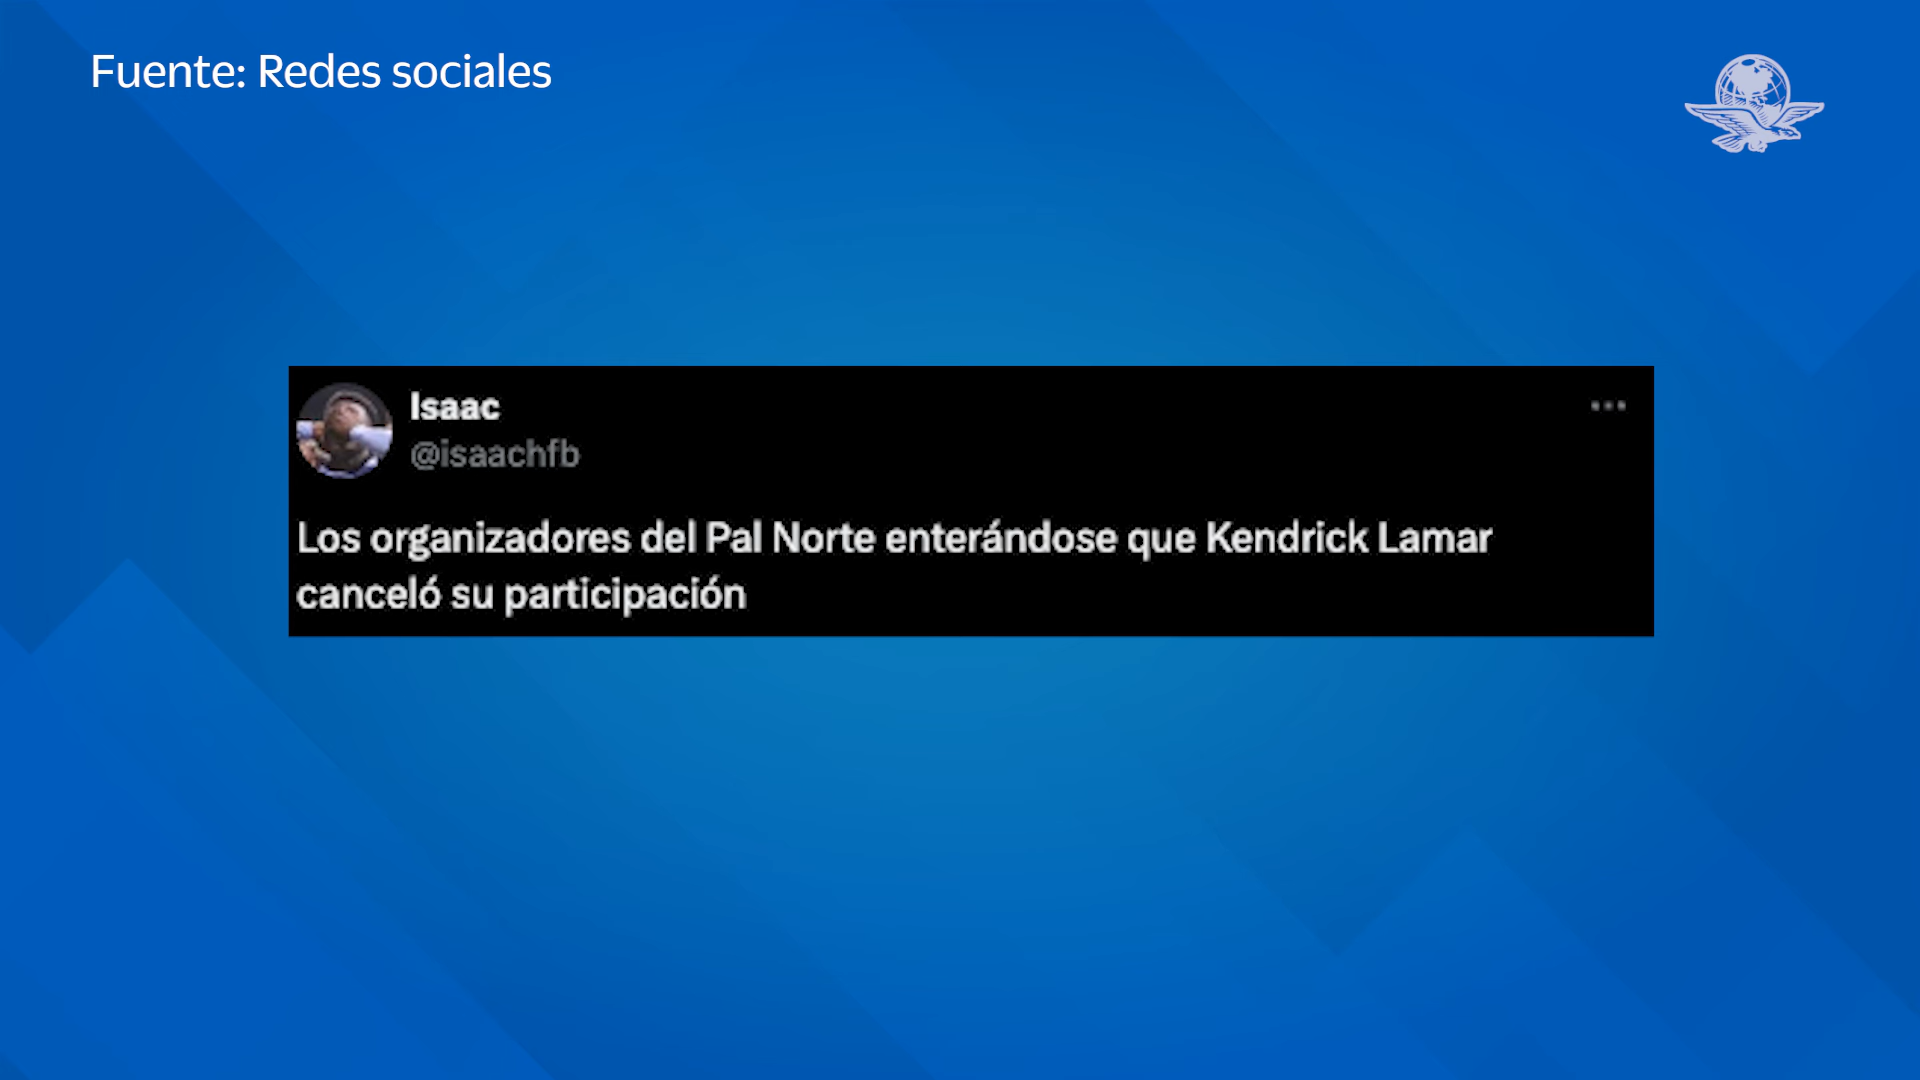 Fuente: Redes sociales
Isaac
@isaachfb
Los organizadores del Pal Norte enterándose que Kendrick Lamar
canceló su participación